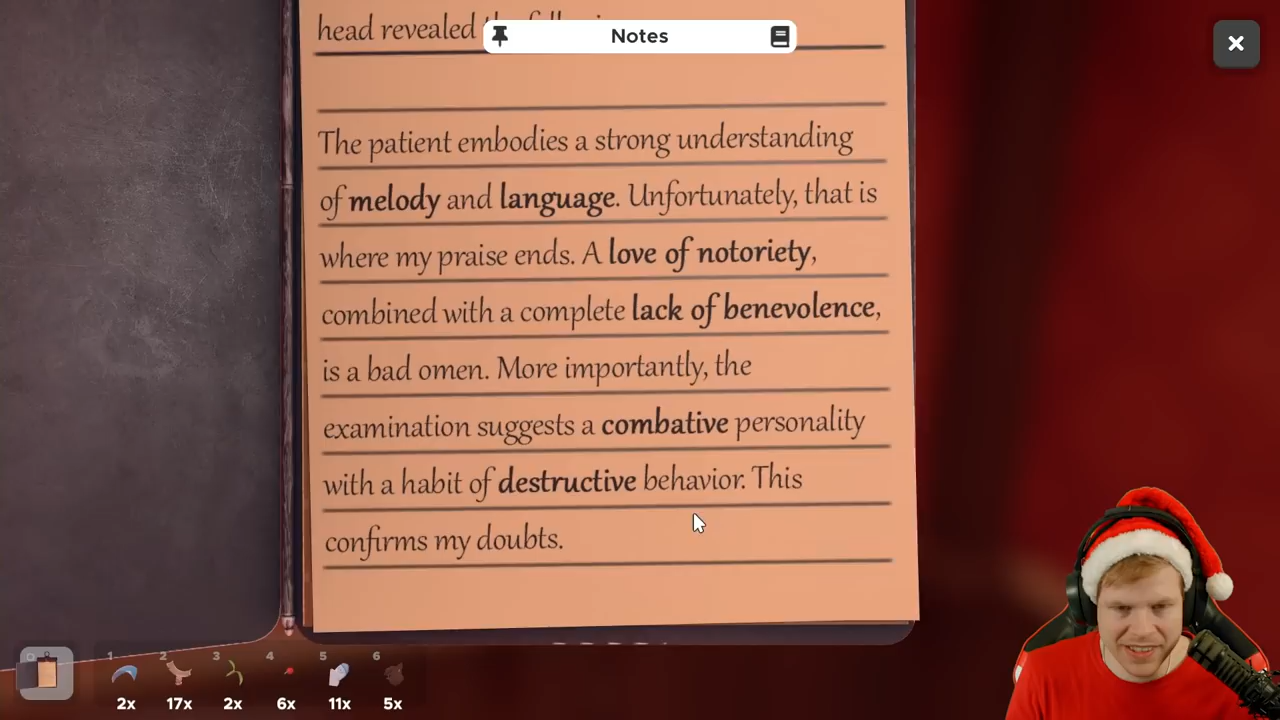 head revealed
Notes
The patient embodies a strong understanding
of melody and language. Unfortunately, that is
where my praise ends. A love of notoriety,
combined with a complete lack of benevolence,
is a bad omen. More importantly, the
examination suggests a combative personality
with a habit of destructive behavior. This
confirms my doubts.
0 1 2 3 4 5 6
2x 17x 2x 6x 11x 5x